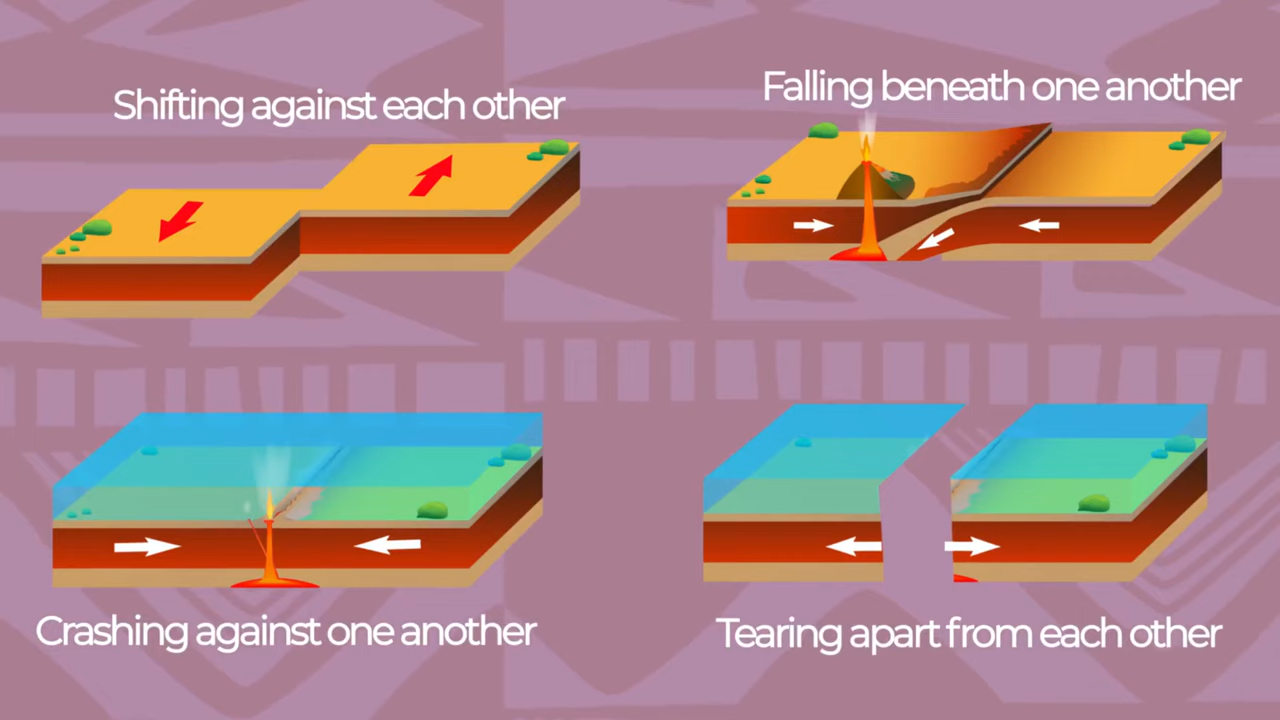 Shifting against each other
Falling beneath one another
Crashing against one another
Tearing apart from each other